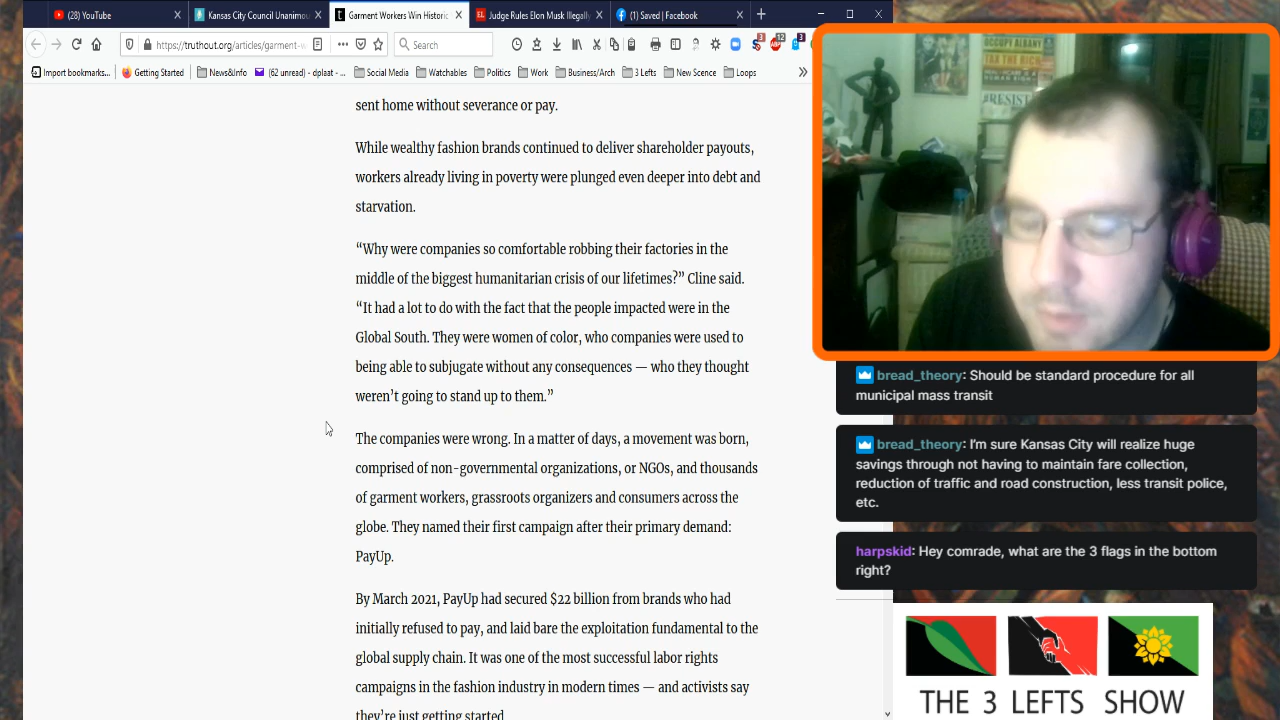 (28) YouTube
Kansas City Council Unanimou
Garment Workers Win Historic
Judge Rules Elon Musk Illegally
(1) Saved | Facebook
https://truthout.org/articles/garment-w
Search
Import bookmarks...
Getting Started
News&Info
(62 unread) - dplaat - ...
Social Media
Watchables
Politics
Work
Business/Arch
3 Lefts
New Scence
Loops
sent home without severance or pay.
While wealthy fashion brands continued to deliver shareholder payouts,
workers already living in poverty were plunged even deeper into debt and
starvation.
“Why were companies so comfortable robbing their factories in the
middle of the biggest humanitarian crisis of our lifetimes?” Cline said.
“It had a lot to do with the fact that the people impacted were in the
Global South. They were women of color, who companies were used to
being able to subjugate without any consequences — who they thought
weren’t going to stand up to them.”
The companies were wrong. In a matter of days, a movement was born,
comprised of non-governmental organizations, or NGOs, and thousands
of garment workers, grassroots organizers and consumers across the
globe. They named their first campaign after their primary demand:
PayUp.
By March 2021, PayUp had secured $22 billion from brands who had
initially refused to pay, and laid bare the exploitation fundamental to the
global supply chain. It was one of the most successful labor rights
campaigns in the fashion industry in modern times — and activists say
they’re just getting started
OCCUPY ALBANY
#RESIST
bread_theory: Should be standard procedure for all
municipal mass transit
bread_theory: I’m sure Kansas City will realize huge
savings through not having to maintain fare collection,
reduction of traffic and road construction, less transit police,
etc.
harpskid: Hey comrade, what are the 3 flags in the bottom
right?
THE 3 LEFTS SHOW